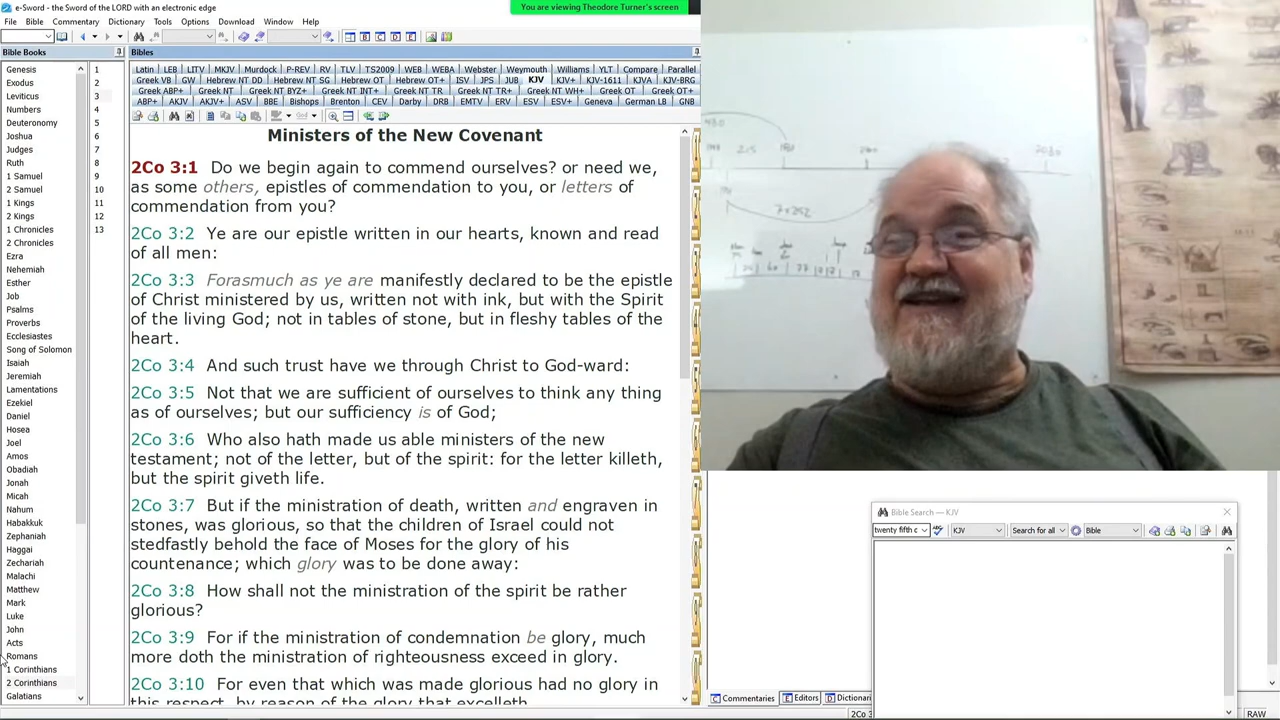 e-Sword - the Sword of the LORD with an electronic edge
You are viewing Theodore Turner's screen
File Bible Commentary Dictionary Tools Options Download Window Help
Bible Books
Bibles
Genesis 1
Exodus 2
Leviticus 3
Numbers 4
Deuteronomy 5
Joshua 6
Judges 7
Ruth 8
1 Samuel 9
2 Samuel 10
1 Kings 11
2 Kings 12
1 Chronicles 13
2 Chronicles
Ezra
Nehemiah
Esther
Job
Psalms
Proverbs
Ecclesiastes
Song of Solomon
Isaiah
Jeremiah
Lamentations
Ezekiel
Daniel
Hosea
Joel
Amos
Obadiah
Jonah
Micah
Nahum
Habakkuk
Zephaniah
Haggai
Zechariah
Malachi
Matthew
Mark
Luke
John
Acts
Romans
1 Corinthians
2 Corinthians
Galatians
Latin LEB LITV MKJV Murdock P-REV RV TLV TS2009 WEB WEBA Webster Weymouth Williams YLT Compare Parallel
Greek VB GW Hebrew NT DD Hebrew NT SG Hebrew OT Hebrew OT+ ISV JPS JUB KJV KJV+ KJV-1611 KJVA KJV-BRG
Greek ABP+ Greek NT Greek NT BYZ+ Greek NT INT+ Greek NT TR Greek NT TR+ Greek NT WH+ Greek OT Greek OT+
ABP+ AKJV AKJV+ ASV BBE Bishops Brenton CEV Darby DRB EMTV ERV ESV ESV+ Geneva German LB GNB
Ministers of the New Covenant
2Co 3:1 Do we begin again to commend ourselves? or need we,
as some others, epistles of commendation to you, or letters of
commendation from you?
2Co 3:2 Ye are our epistle written in our hearts, known and read
of all men:
2Co 3:3 Forasmuch as ye are manifestly declared to be the epistle
of Christ ministered by us, written not with ink, but with the Spirit
of the living God; not in tables of stone, but in fleshy tables of the
heart.
2Co 3:4 And such trust have we through Christ to God-ward:
2Co 3:5 Not that we are sufficient of ourselves to think any thing
as of ourselves; but our sufficiency is of God;
2Co 3:6 Who also hath made us able ministers of the new
testament; not of the letter, but of the spirit: for the letter killeth,
but the spirit giveth life.
2Co 3:7 But if the ministration of death, written and engraven in
stones, was glorious, so that the children of Israel could not
stedfastly behold the face of Moses for the glory of his
countenance; which glory was to be done away:
2Co 3:8 How shall not the ministration of the spirit be rather
glorious?
2Co 3:9 For if the ministration of condemnation be glory, much
more doth the ministration of righteousness exceed in glory.
2Co 3:10 For even that which was made glorious had no glory in
this respect, by reason of the glory that excelleth.
Bible Search — KJV
twenty fifth c KJV Search for all Bible
Commentaries Editors Dictionari
2Co 3
RAW